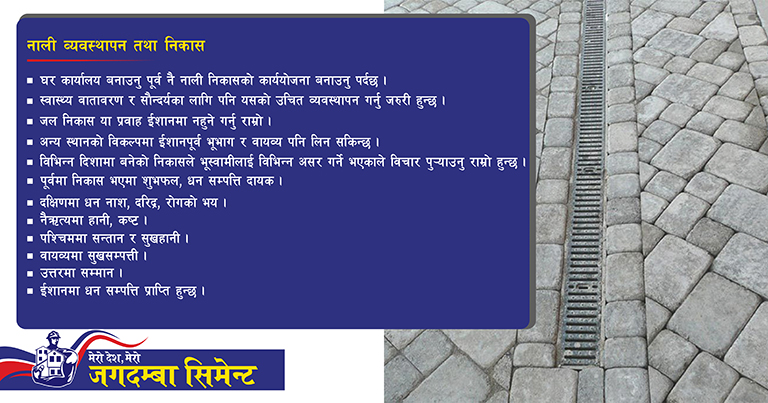 नाली व्यवस्थापन तथा निकास
घर कार्यालय बनाउनु पूर्व नै नाली निकासको कार्ययोजना बनाउनु पर्दछ ।
स्वास्थ्य वातावरण र सौन्दर्यका लागि पनि यसको उचित व्यवस्थापन गर्नु जरुरी हुन्छ ।
जल निकास या प्रवाह ईशानमा नहुने गर्नु राम्रो ।
अन्य स्थानको विकल्पमा ईशानपूर्व भूभाग र वायव्य पनि लिन सकिन्छ ।
विभिन्न दिशामा बनेको निकासले भूस्वामीलाई विभिन्न असर गर्ने भएकाले विचार पुऱ्याउनु राम्रो हुन्छ ।
पूर्वमा निकास भएमा शुभफल, धन सम्पत्ति दायक ।
दक्षिणमा धन नाश, दरिद्र, रोगको भय ।
नैऋत्यमा हानी, कष्ट ।
पश्चिममा सन्तान र सुखहानी ।
वायव्यमा सुखसम्पत्ती ।
उत्तरमा सम्मान ।
ईशानमा धन सम्पत्ति प्राप्ति हुन्छ ।
मेरो देश, मेरो
जगदम्बा सिमेन्ट